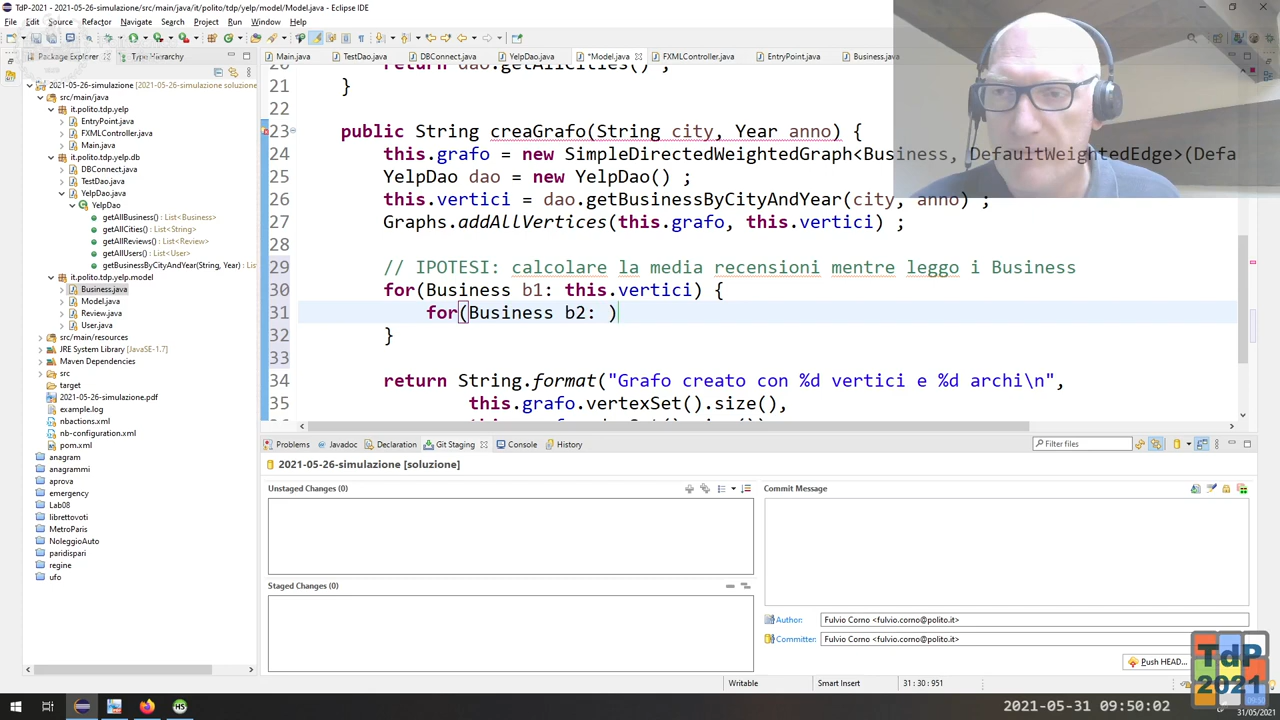 TdP-2021 - 2021-05-26-simulazione/src/main/java/it/polito/tdp/yelp/model/Model.java - Eclipse IDE
File Edit Source Refactor Navigate Search Project Run Window Help
Package Explorer
Type Hierarchy
2021-05-26-simulazione [2021-05-26-simulazione soluzione
src/main/java
it.polito.tdp.yelp
EntryPoint.java
FXMLController.java
Main.java
it.polito.tdp.yelp.db
DBConnect.java
TestDao.java
YelpDao.java
YelpDao
getAllBusiness() : List<Business>
getAllCities() : List<String>
getAllReviews() : List<Review>
getAllUsers() : List<User>
getBusinessByCityAndYear(String, Year) : List
it.polito.tdp.yelp.model
Business.java
Model.java
Review.java
User.java
src/main/resources
JRE System Library [JavaSE-1.7]
Maven Dependencies
src
target
2021-05-26-simulazione.pdf
example.log
nbactions.xml
nb-configuration.xml
pom.xml
anagram
anagrammi
aprova
emergency
Lab08
librettovoti
MetroParis
NoleggioAuto
paridispari
regine
ufo
Main.java TestDao.java DBConnect.java YelpDao.java *Model.java FXMLController.java EntryPoint.java Business.java
20 return dao.getAllCities() ;
21 }
22
23 public String creaGrafo(String city, Year anno) {
24 this.grafo = new SimpleDirectedWeightedGraph<Business, DefaultWeightedEdge>(Defa
25 YelpDao dao = new YelpDao() ;
26 this.vertici = dao.getBusinessByCityAndYear(city, anno) ;
27 Graphs.addAllVertices(this.grafo, this.vertici) ;
28
29 // IPOTESI: calcolare la media recensioni mentre leggo i Business
30 for(Business b1: this.vertici) {
31 for(Business b2: )
32 }
33
34 return String.format("Grafo creato con %d vertici e %d archi\n",
35 this.grafo.vertexSet().size(),
Problems Javadoc Declaration Git Staging Console History
Filter files
2021-05-26-simulazione [soluzione]
Unstaged Changes (0)
Staged Changes (0)
Commit Message
Author: Fulvio Corno <fulvio.corno@polito.it>
Committer: Fulvio Corno <fulvio.corno@polito.it>
Push HEAD...
Writable Smart Insert 31 : 30 : 951
TdP
2021
2021-05-31 09:50:02
31/05/2021